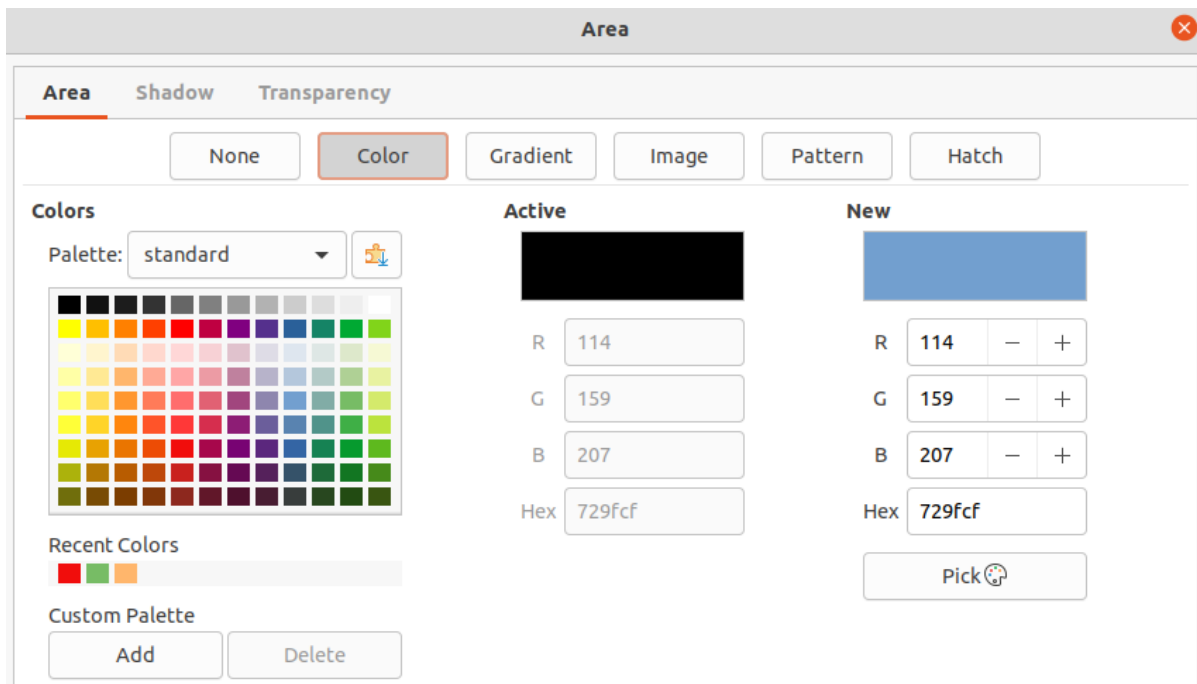 Area
Area Shadow Transparency
None Color Gradient Image Pattern Hatch
Colors
Palette: standard
Recent Colors
Custom Palette
Add Delete
Active
R 114
G 159
B 207
Hex 729fcf
New
R 114 − +
G 159 − +
B 207 − +
Hex 729fcf
Pick